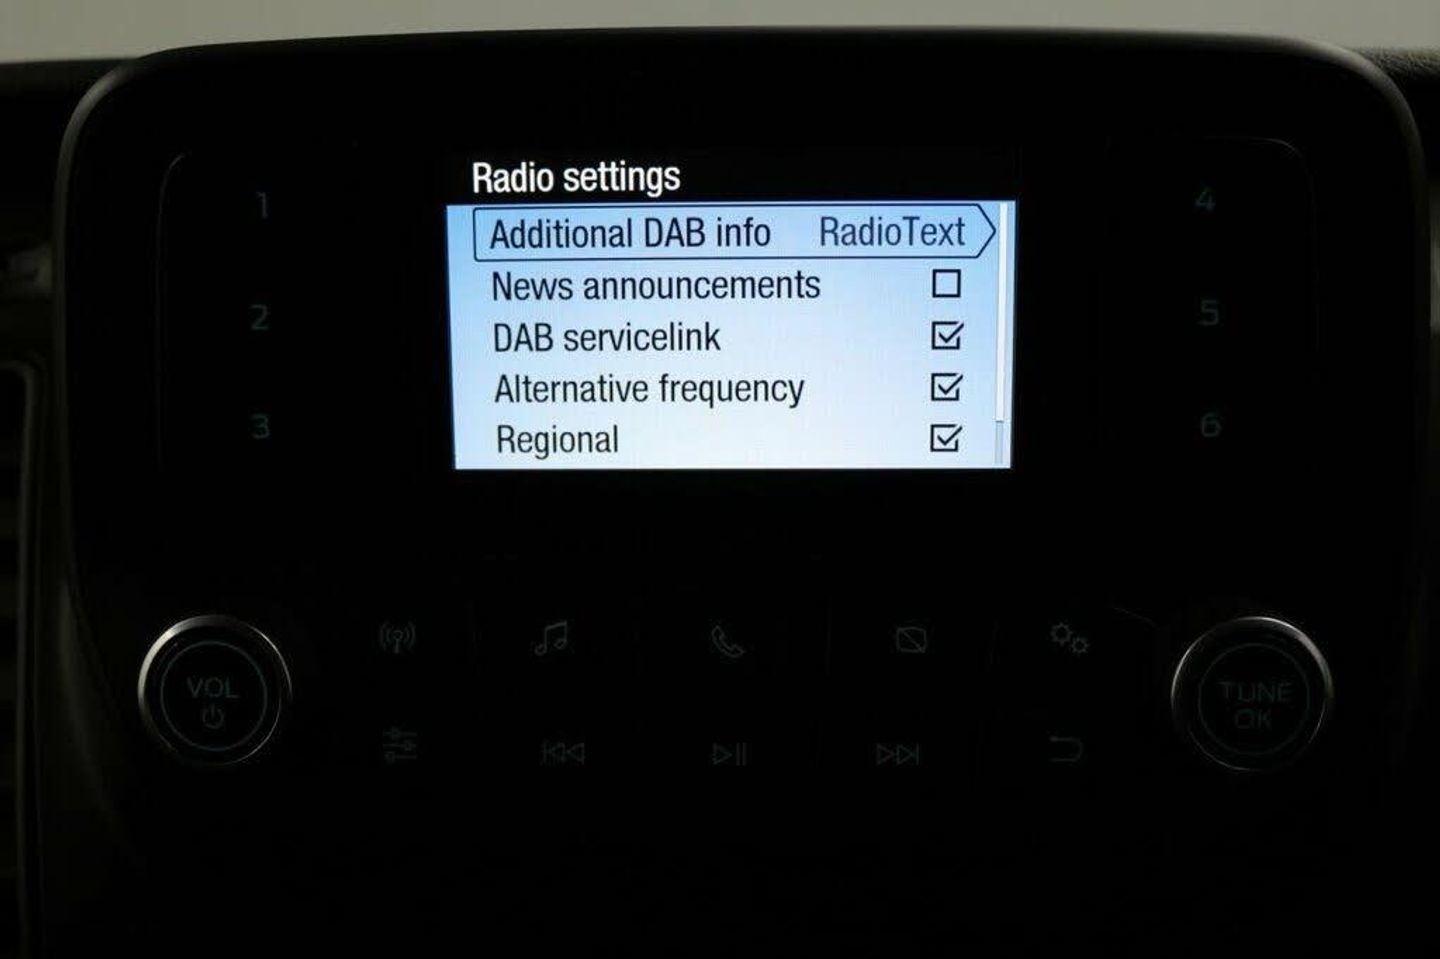 Radio settings
Additional DAB info RadioText
News announcements
DAB servicelink
Alternative frequency
Regional
1
2
3
4
5
6
VOL
TUNE
OK